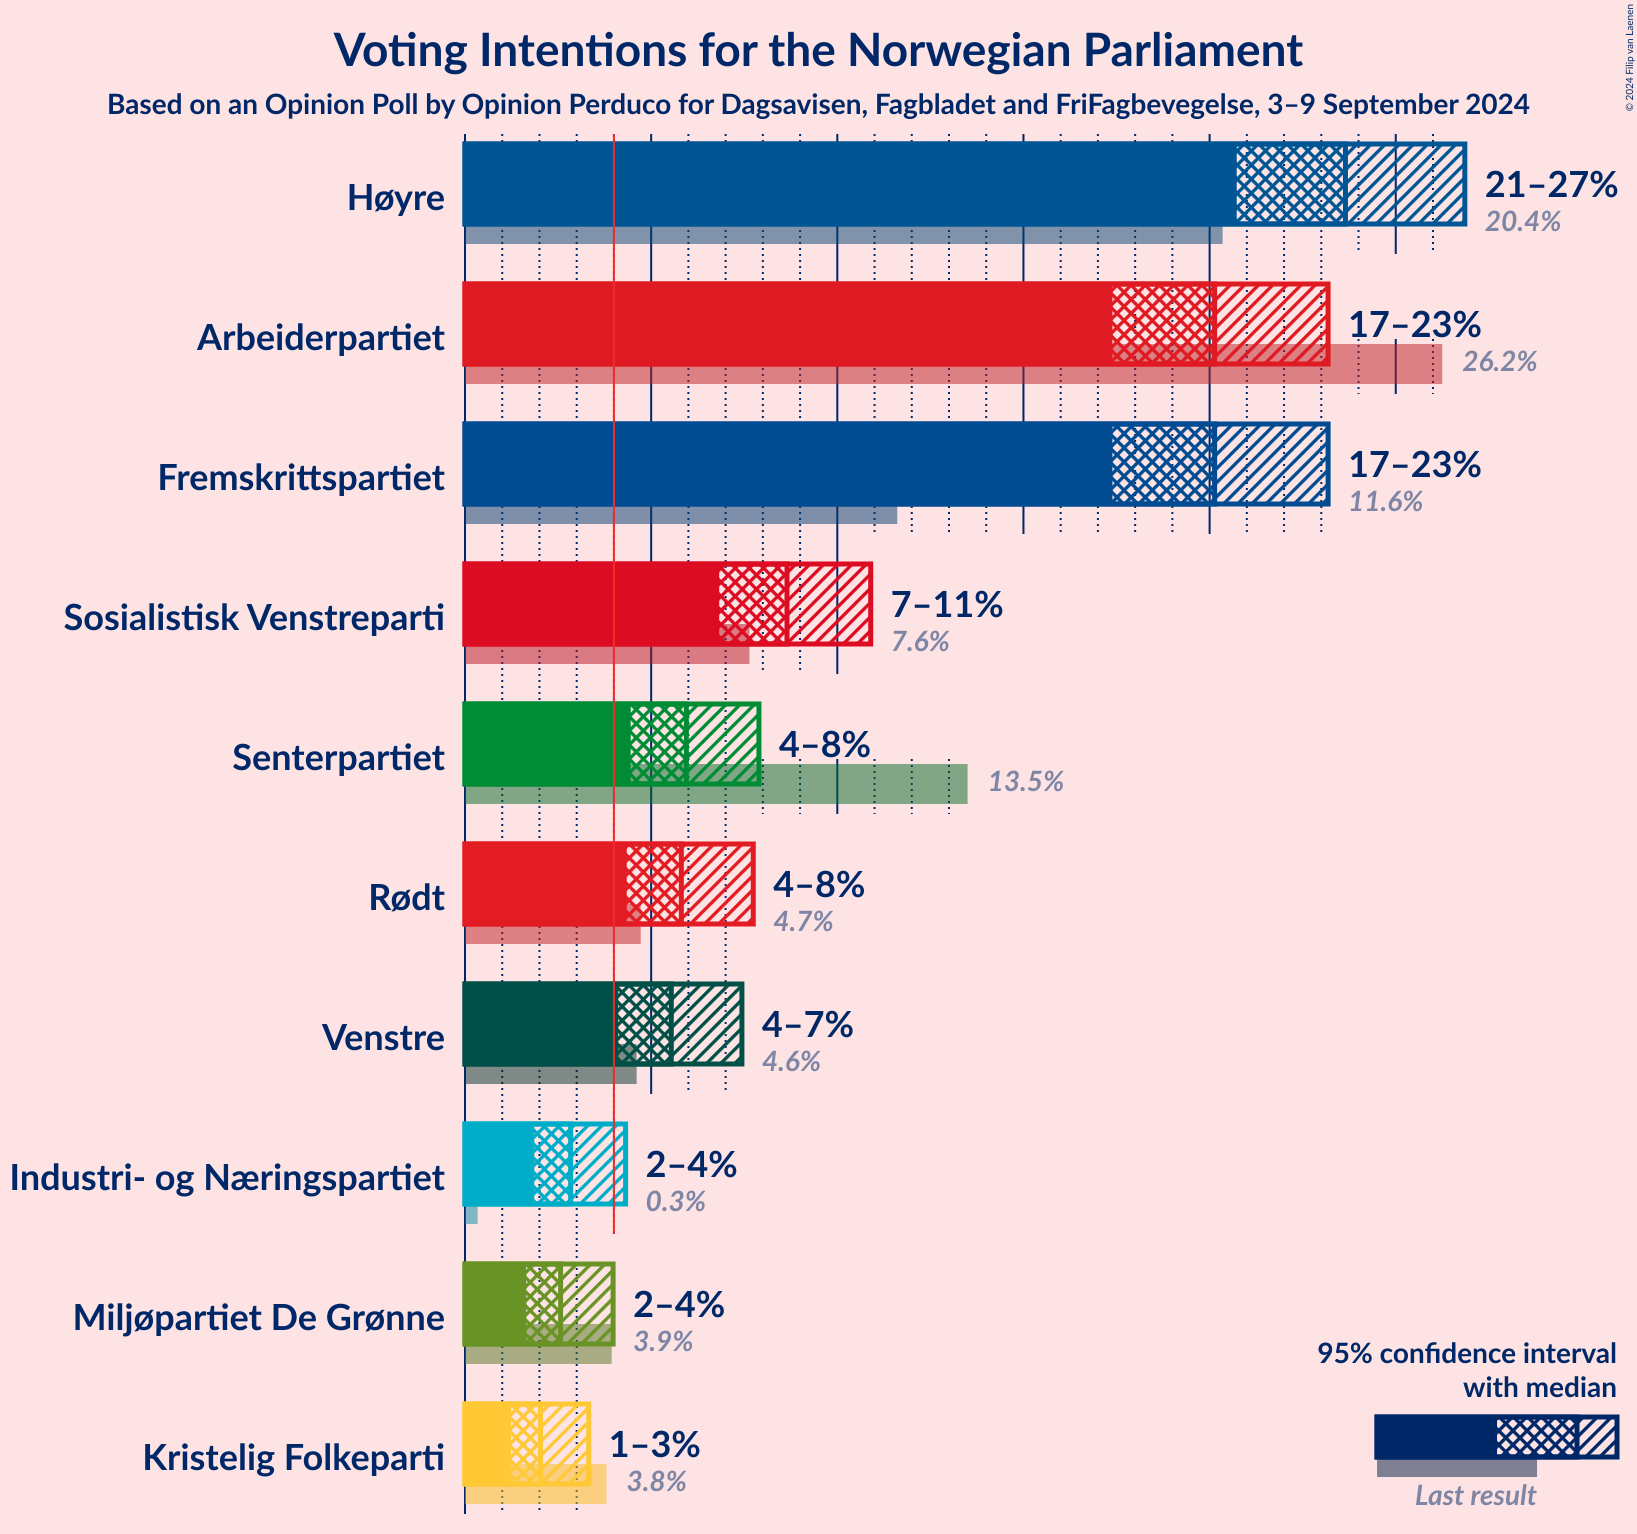 Voting Intentions for the Norwegian Parliament
Based on an Opinion Poll by Opinion Perduco for Dagsavisen, Fagbladet and FriFagbevegelse, 3–9 September 2024
© 2024 Filip van Laenen
Høyre
21–27%
20.4%
Arbeiderpartiet
17–23%
26.2%
Fremskrittspartiet
17–23%
11.6%
Sosialistisk Venstreparti
7–11%
7.6%
Senterpartiet
4–8%
13.5%
Rødt
4–8%
4.7%
Venstre
4–7%
4.6%
Industri- og Næringspartiet
2–4%
0.3%
Miljøpartiet De Grønne
2–4%
3.9%
Kristelig Folkeparti
1–3%
3.8%
95% confidence interval
with median
Last result